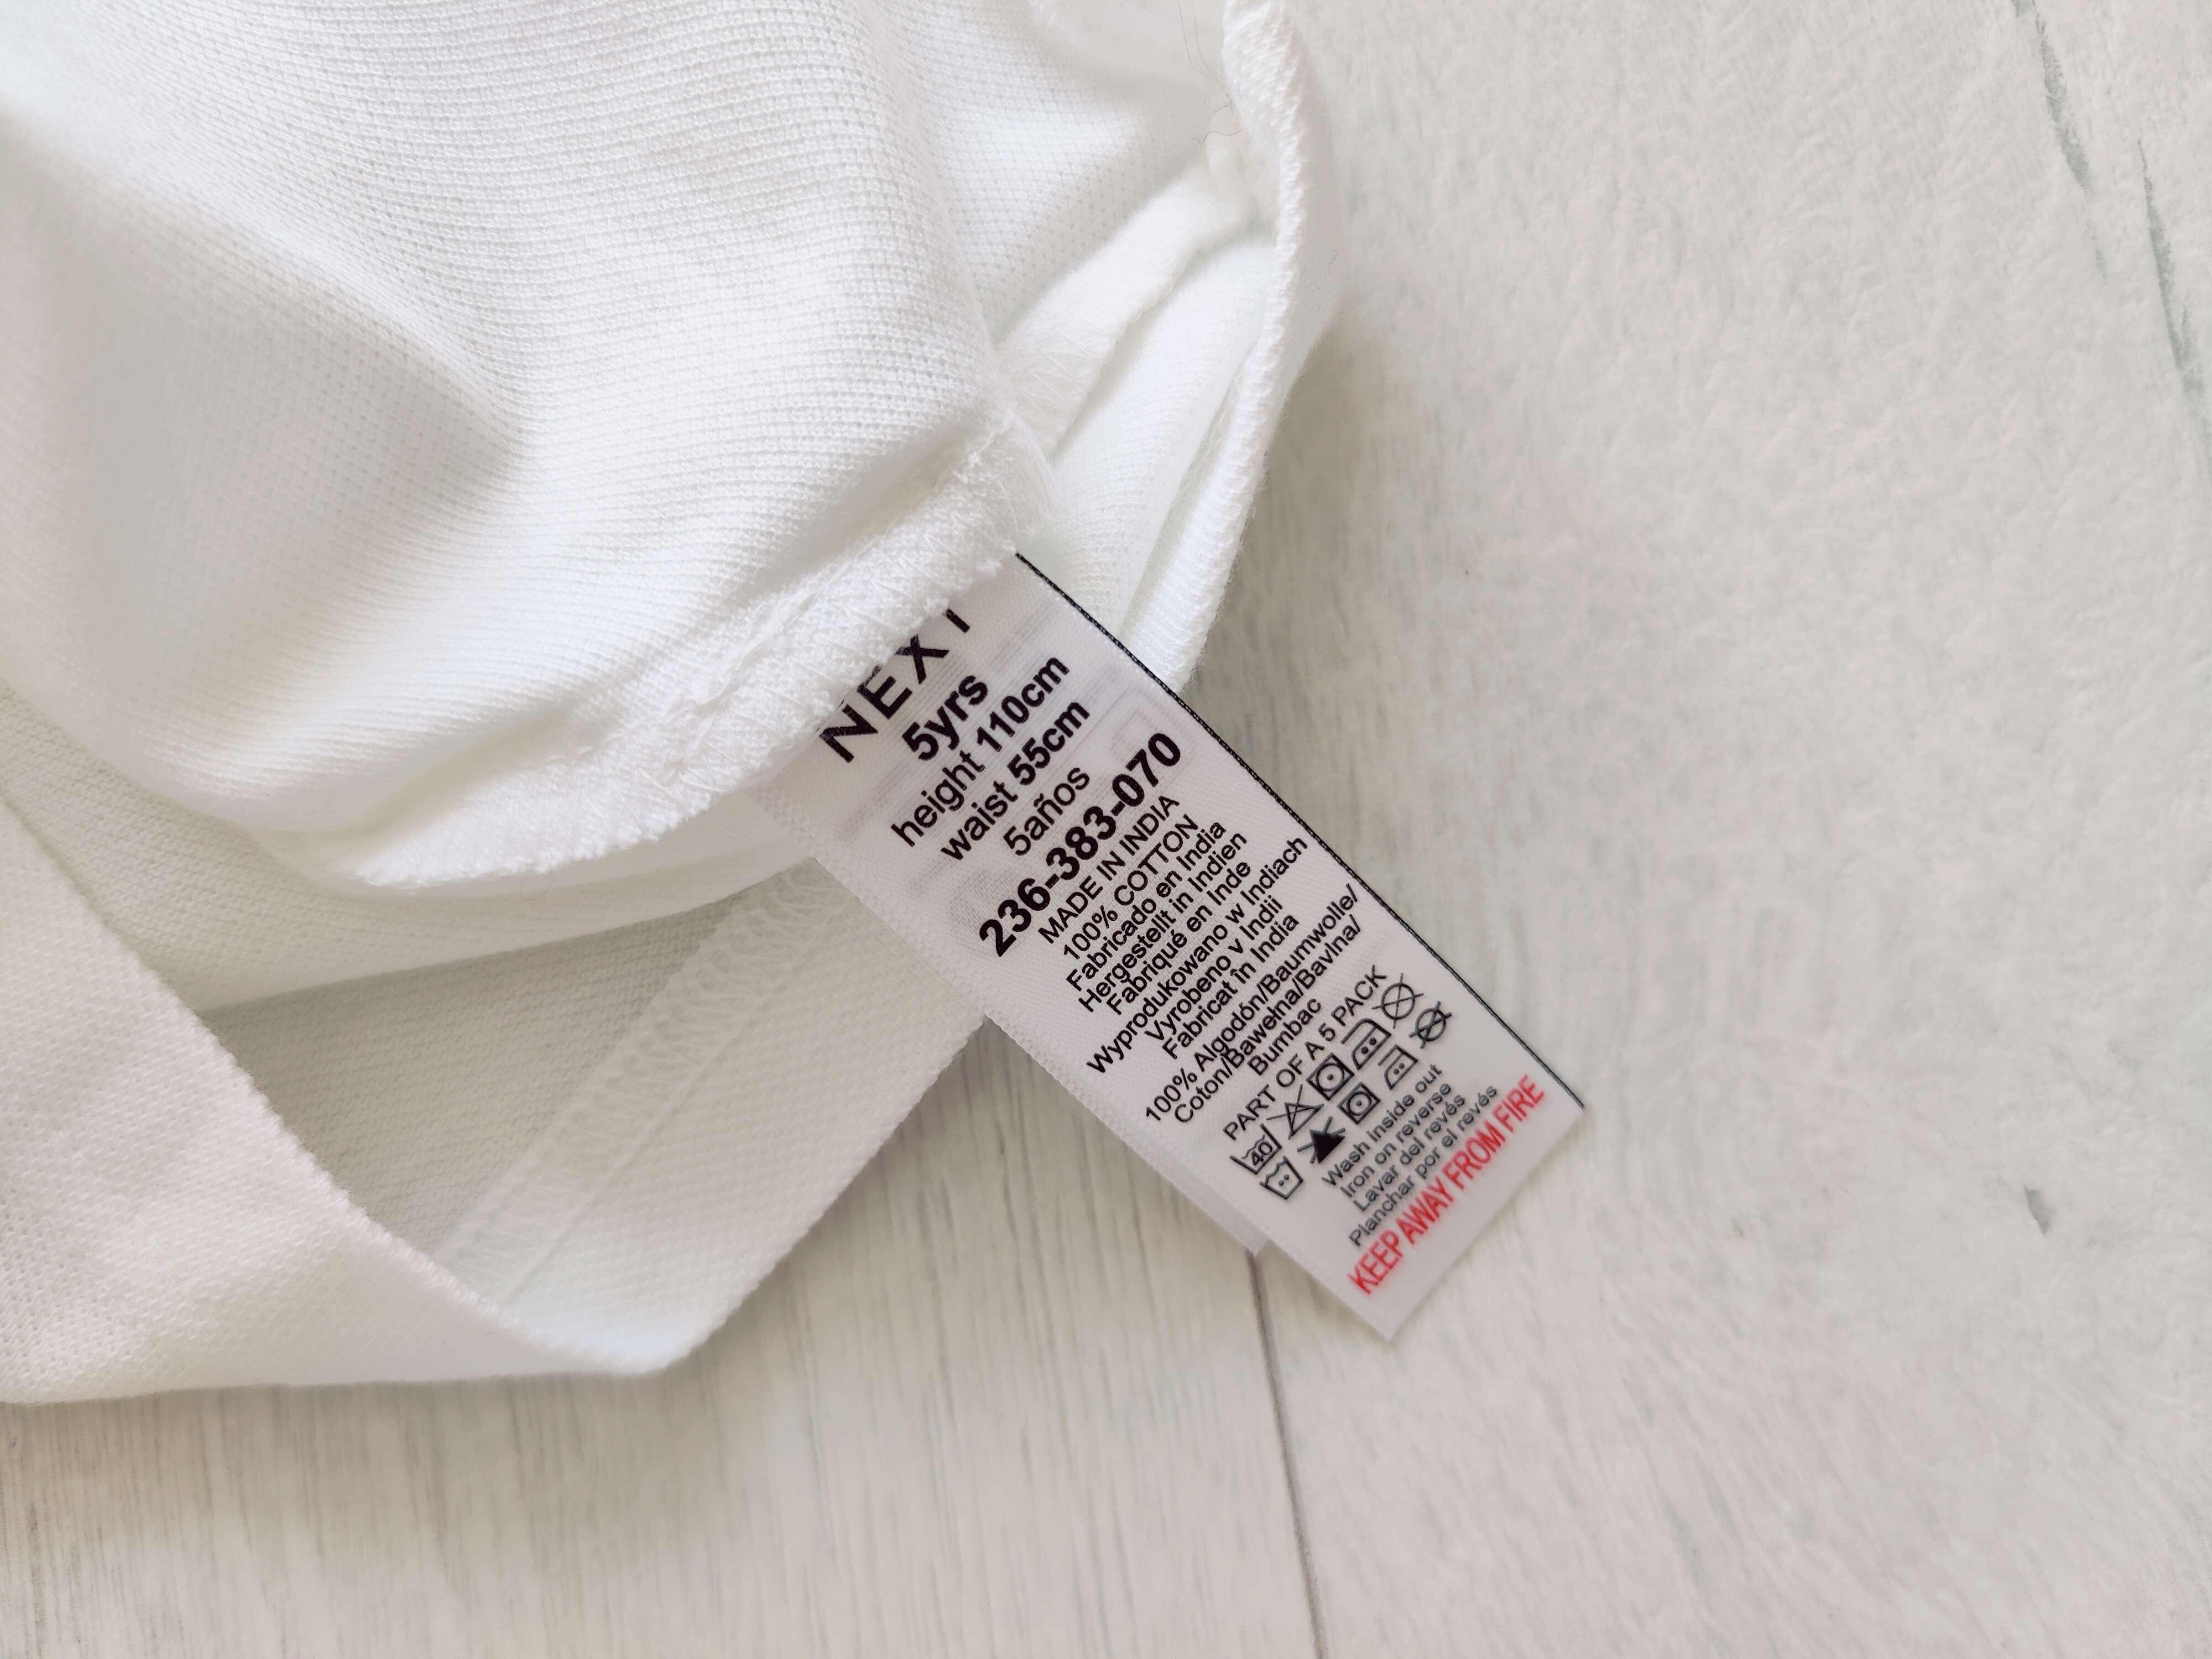 NEXT
5yrs
height 110cm
waist 55cm
5años
236-383-070
MADE IN INDIA
100% COTTON
Fabricado en India
Hergestellt in Indien
Fabriqué en Inde
Wyprodukowano w Indiach
Vyrobeno v Indii
Fabricat în India
100% Algodón/Baumwolle/
Coton/Bawełna/Bavlna/
Bumbac
PART OF A 5 PACK
40
Wash inside out
Iron on reverse
Lavar del revés
Planchar por el revés
KEEP AWAY FROM FIRE